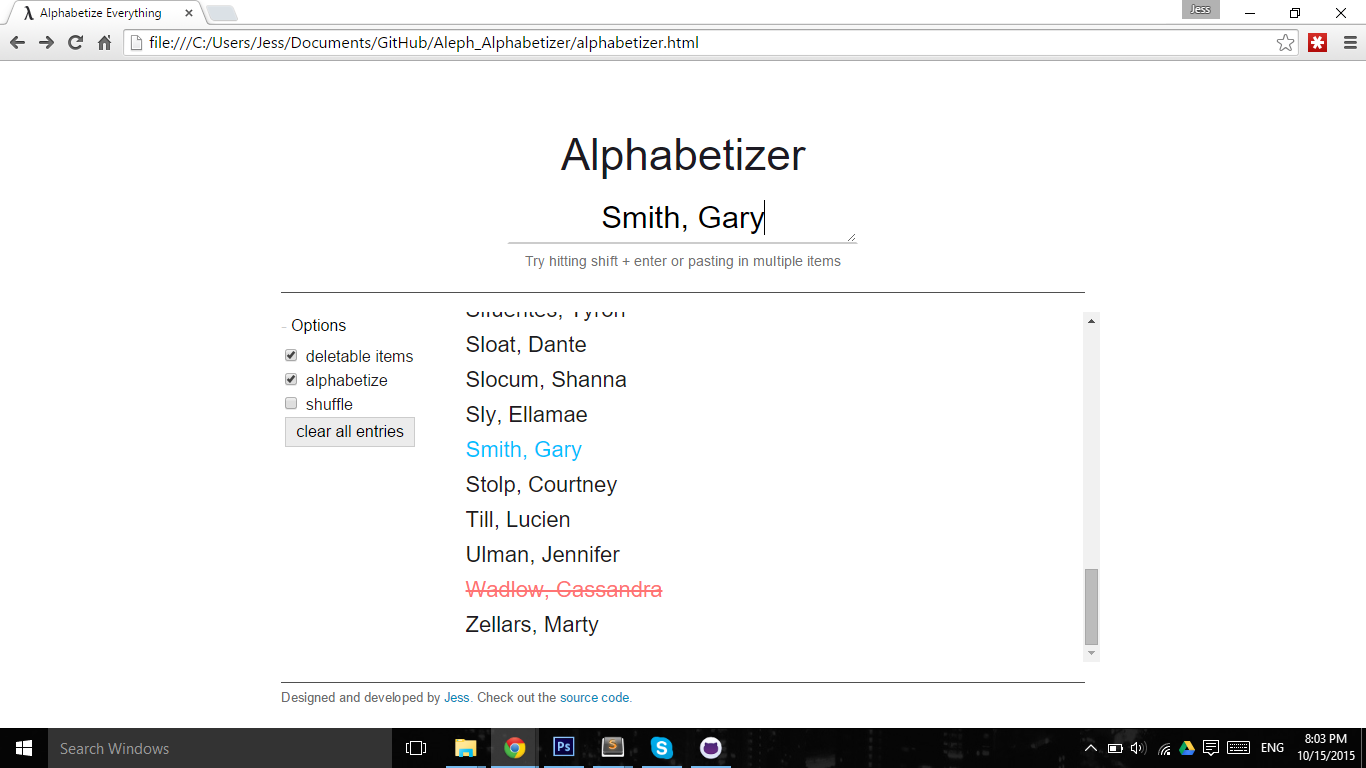 Alphabetize Everything
Jess
file:///C:/Users/Jess/Documents/GitHub/Aleph_Alphabetizer/alphabetizer.html
Alphabetizer
Smith, Gary
Try hitting shift + enter or pasting in multiple items
- Options
deletable items
alphabetize
shuffle
clear all entries
Sifuentes, Tyron
Sloat, Dante
Slocum, Shanna
Sly, Ellamae
Smith, Gary
Stolp, Courtney
Till, Lucien
Ulman, Jennifer
Wadlow, Cassandra
Zellars, Marty
Designed and developed by Jess. Check out the source code.
Search Windows
Ps
S
S
ENG
8:03 PM
10/15/2015